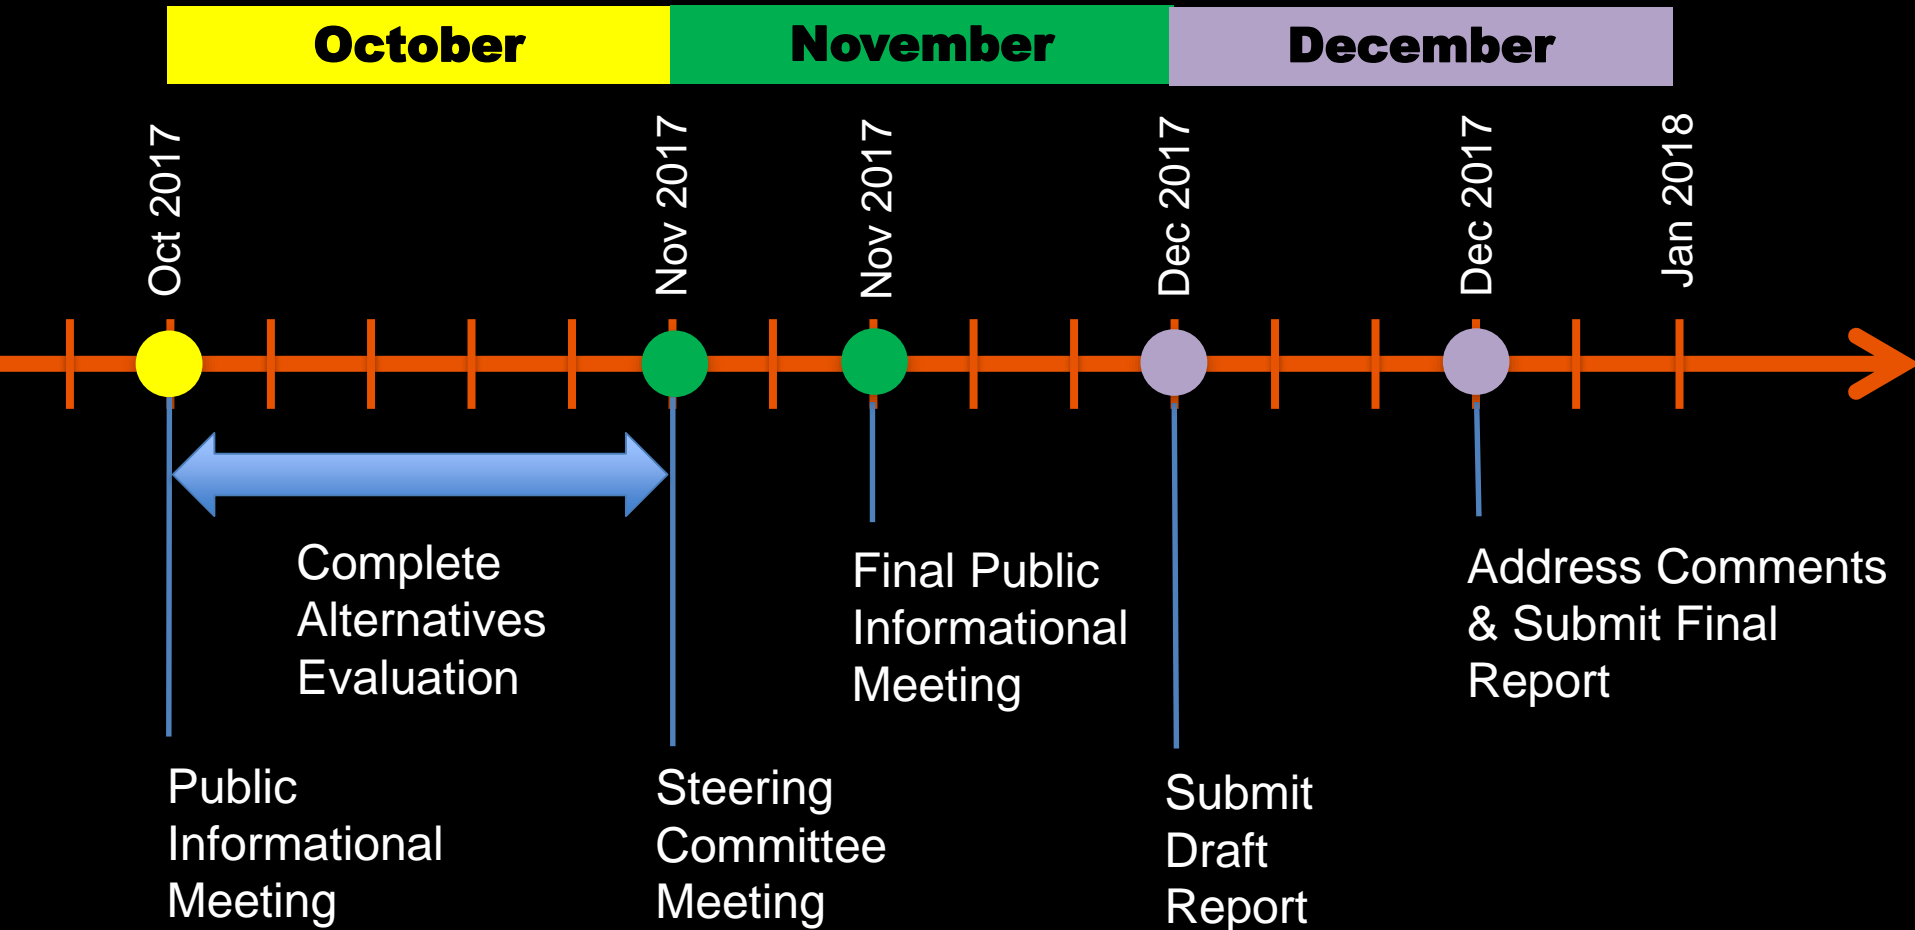 October
November
December
Oct 2017
Nov 2017
Nov 2017
Dec 2017
Dec 2017
Jan 2018
Complete
Alternatives
Evaluation
Final Public
Informational
Meeting
Address Comments
& Submit Final
Report
Public
Informational
Meeting
Steering
Committee
Meeting
Submit
Draft
Report